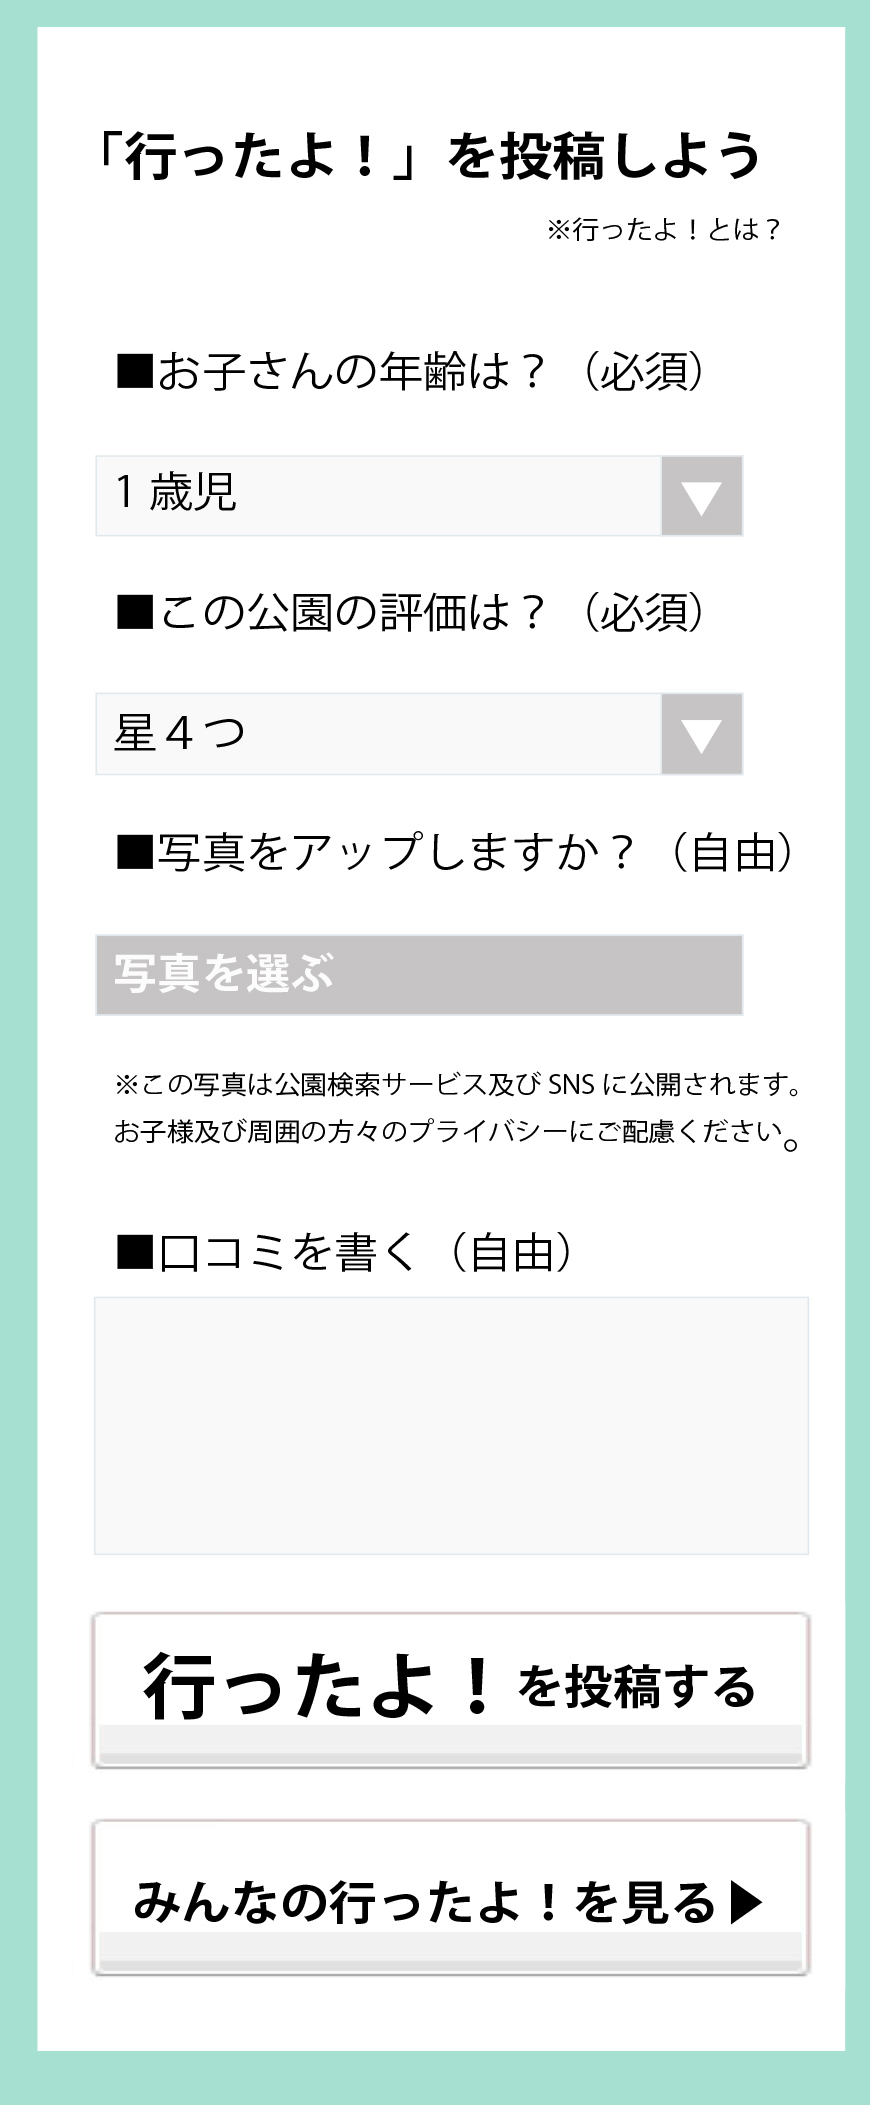 「行ったよ！」を投稿しよう
※行ったよ！とは？
■お子さんの年齢は？（必須）
1 歳児
▼
■この公園の評価は？（必須）
星４つ
▼
■写真をアップしますか？（自由）
写真を選ぶ
※この写真は公園検索サービス及び SNS に公開されます。
お子様及び周囲の方々のプライバシーにご配慮ください。
■口コミを書く（自由）
行ったよ！を投稿する
みんなの行ったよ！を見る▶